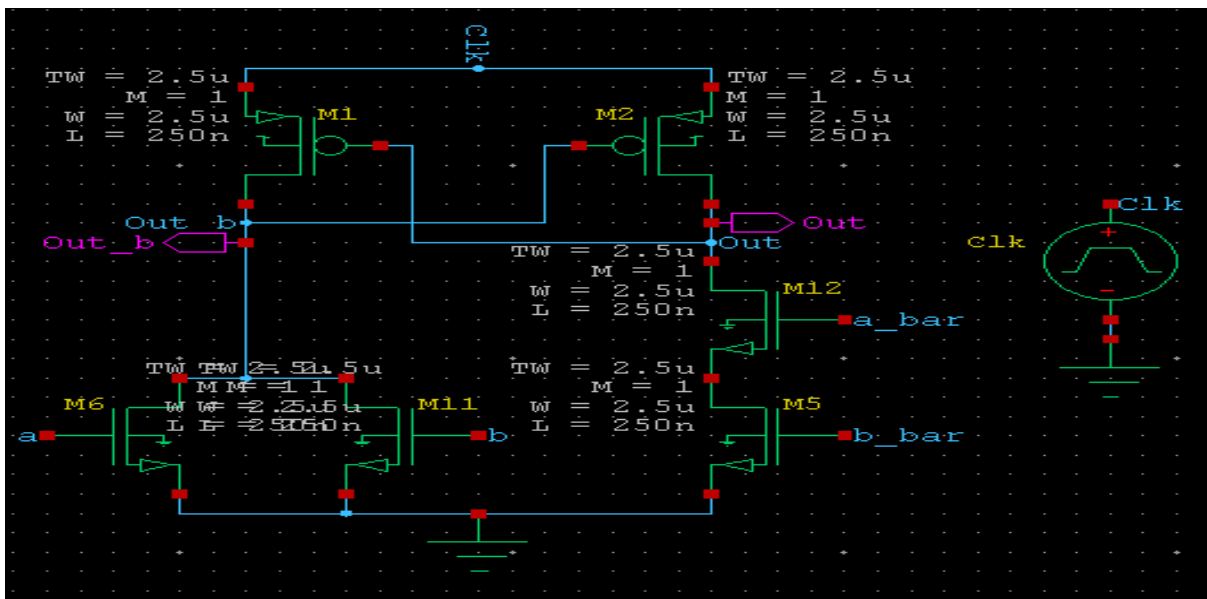 Clk
TW = 2.5u
M = 1
W = 2.5u
L = 250n
M1
M2
TW = 2.5u
M = 1
W = 2.5u
L = 250n
Out_b
Out_b
Out
Out
Clk
Clk
TW = 2.5u
M = 1
W = 2.5u
L = 250n
M12
a_bar
TW = 2.5u
M = 1
W = 2.5u
L = 250n
M5
b_bar
M6
M11
a
b